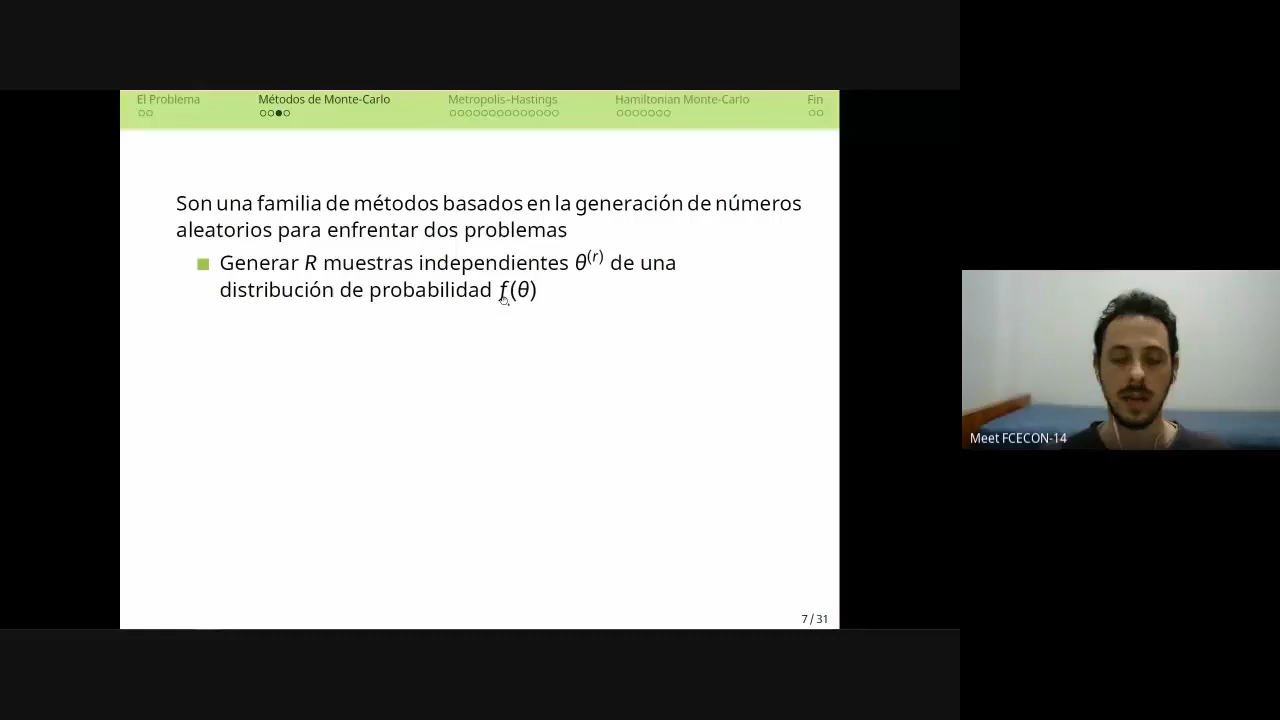 El Problema Métodos de Monte-Carlo Metropolis–Hastings Hamiltonian Monte-Carlo Fin
Son una familia de métodos basados en la generación de números
aleatorios para enfrentar dos problemas
Generar R muestras independientes θ^(r) de una
distribución de probabilidad f(θ)
7 / 31
Meet FCECON-14